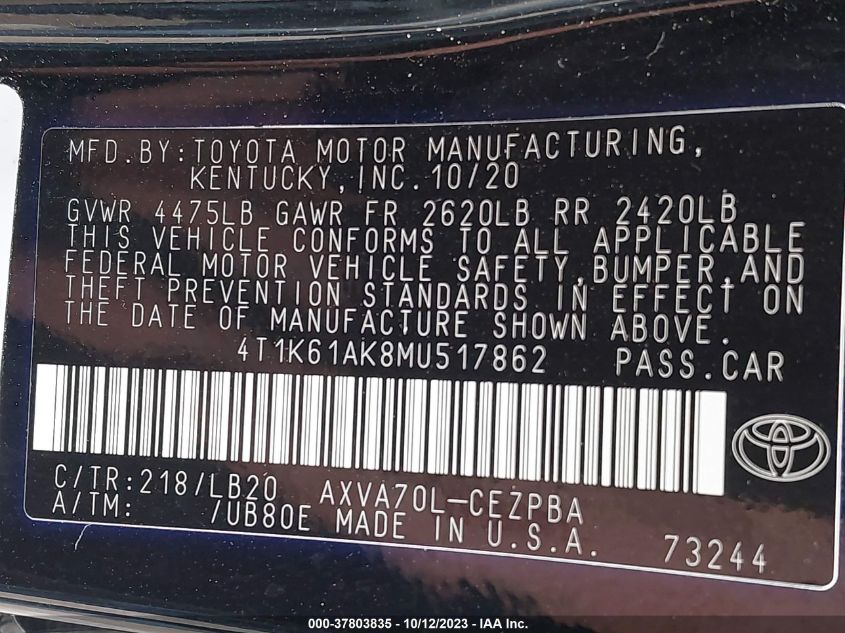 MFD.BY:TOYOTA MOTOR MANUFACTURING,
KENTUCKY,INC.10/20
GVWR 4475LB GAWR FR 2620LB RR 2420LB
THIS VEHICLE CONFORMS TO ALL APPLICABLE
FEDERAL MOTOR VEHICLE SAFETY,BUMPER,AND
THEFT PREVENTION STANDARDS IN EFFECT ON
THE DATE OF MANUFACTURE SHOWN ABOVE.
4T1K61AK8MU517862 PASS.CAR
C/TR:218/LB20 AXVA70L-CEZPBA
A/TM: /UB80E MADE IN U.S.A. 73244
000-37803835 - 10/12/2023 - IAA Inc.